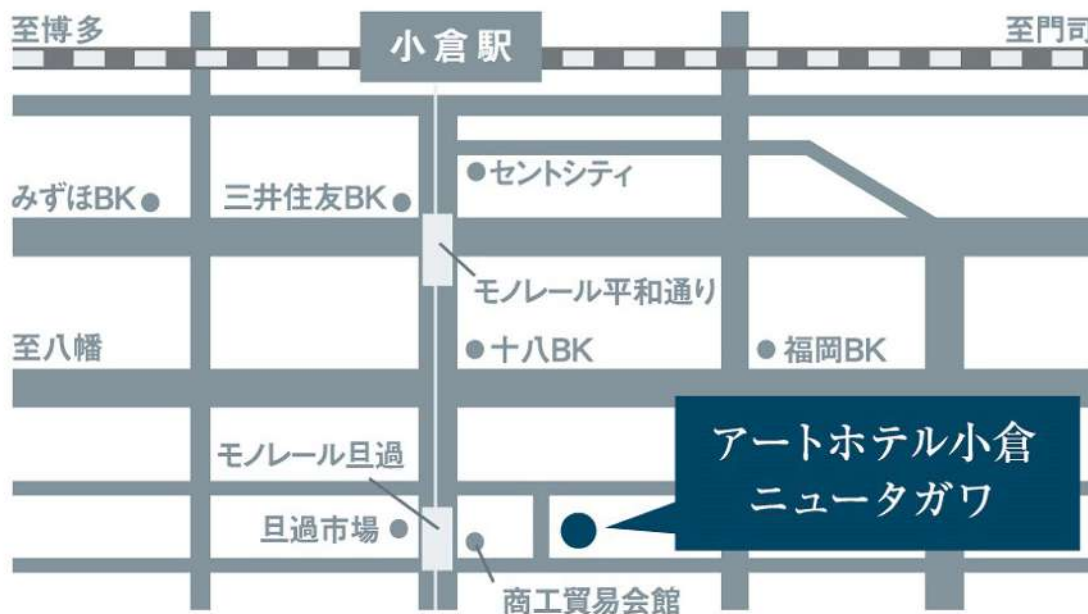 至博多
小倉駅
至門司
セントシティ
みずほBK
三井住友BK
モノレール平和通り
至八幡
十八BK
福岡BK
アートホテル小倉
ニュータガワ
モノレール旦過
旦過市場
商工貿易会館